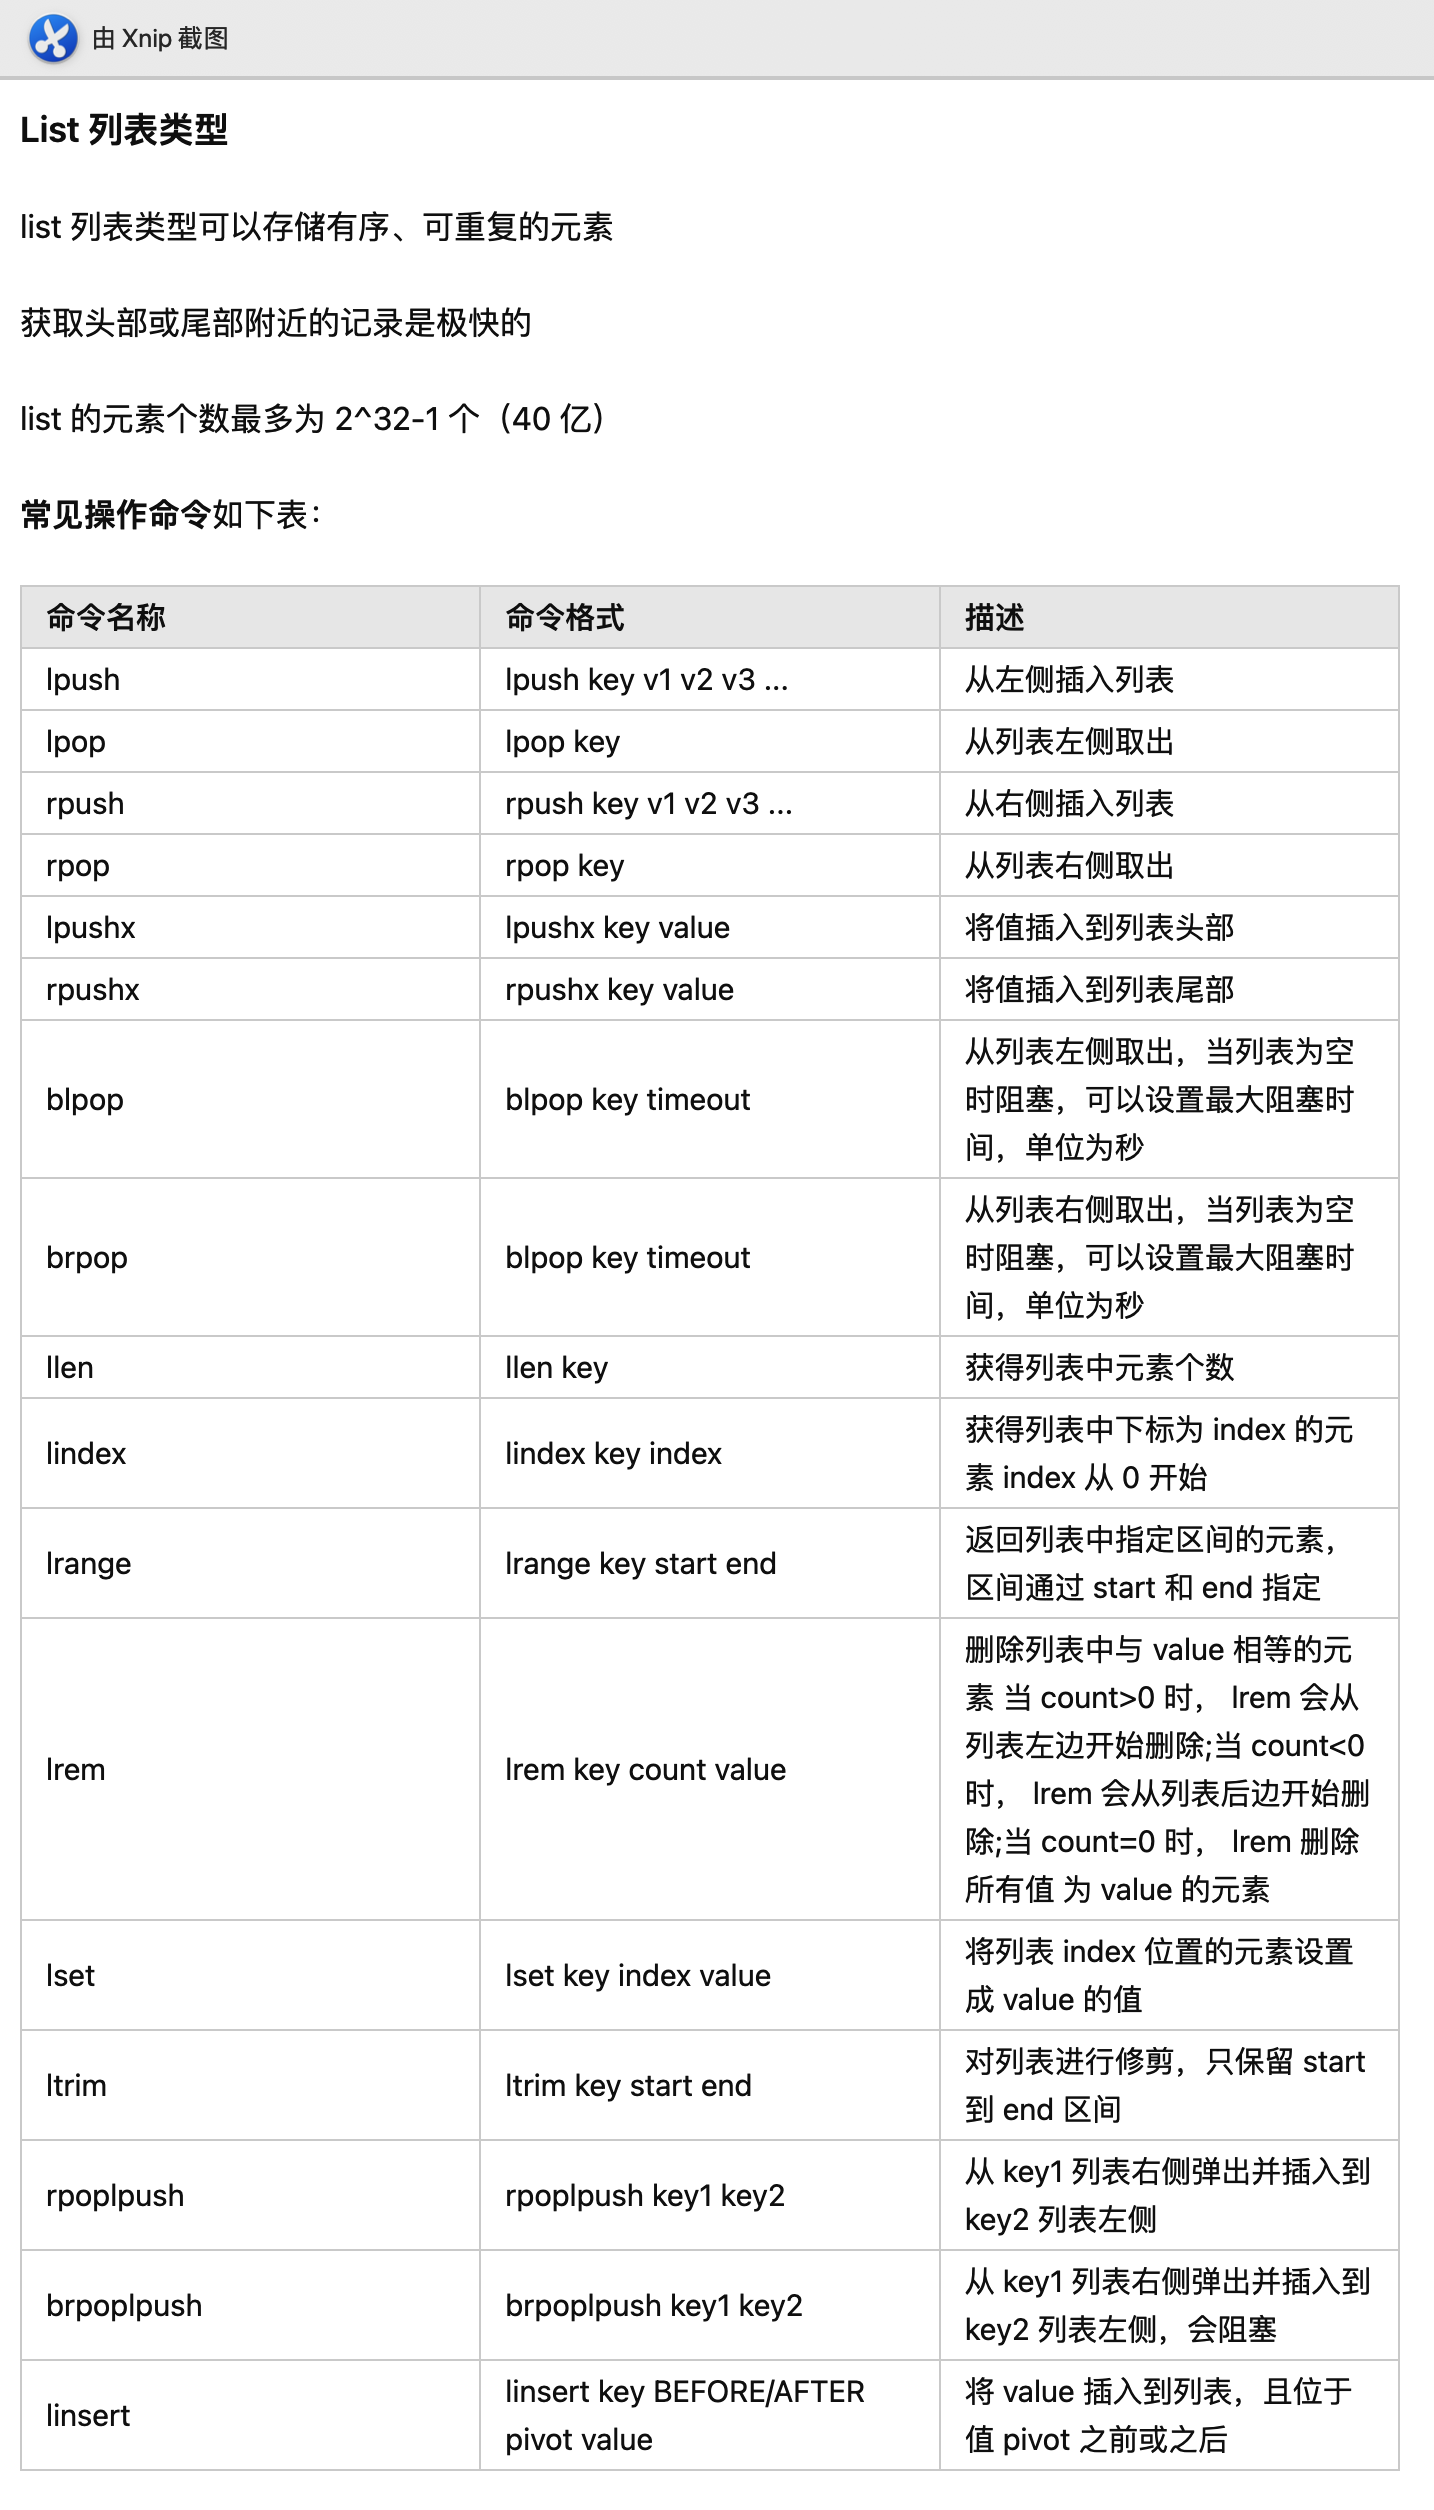 由 Xnip 截图
List 列表类型
list 列表类型可以存储有序、可重复的元素
获取头部或尾部附近的记录是极快的
list 的元素个数最多为 2^32-1 个（40 亿）
常见操作命令如下表：
命令名称 命令格式 描述
lpush lpush key v1 v2 v3 ... 从左侧插入列表
lpop lpop key 从列表左侧取出
rpush rpush key v1 v2 v3 ... 从右侧插入列表
rpop rpop key 从列表右侧取出
lpushx lpushx key value 将值插入到列表头部
rpushx rpushx key value 将值插入到列表尾部
blpop blpop key timeout 从列表左侧取出，当列表为空
时阻塞，可以设置最大阻塞时
间，单位为秒
brpop blpop key timeout 从列表右侧取出，当列表为空
时阻塞，可以设置最大阻塞时
间，单位为秒
llen llen key 获得列表中元素个数
lindex lindex key index 获得列表中下标为 index 的元
素 index 从 0 开始
lrange lrange key start end 返回列表中指定区间的元素，
区间通过 start 和 end 指定
lrem lrem key count value 删除列表中与 value 相等的元
素 当 count>0 时， lrem 会从
列表左边开始删除;当 count<0
时， lrem 会从列表后边开始删
除;当 count=0 时， lrem 删除
所有值 为 value 的元素
lset lset key index value 将列表 index 位置的元素设置
成 value 的值
ltrim ltrim key start end 对列表进行修剪，只保留 start
到 end 区间
rpoplpush rpoplpush key1 key2 从 key1 列表右侧弹出并插入到
key2 列表左侧
brpoplpush brpoplpush key1 key2 从 key1 列表右侧弹出并插入到
key2 列表左侧，会阻塞
linsert linsert key BEFORE/AFTER 将 value 插入到列表，且位于
pivot value 值 pivot 之前或之后